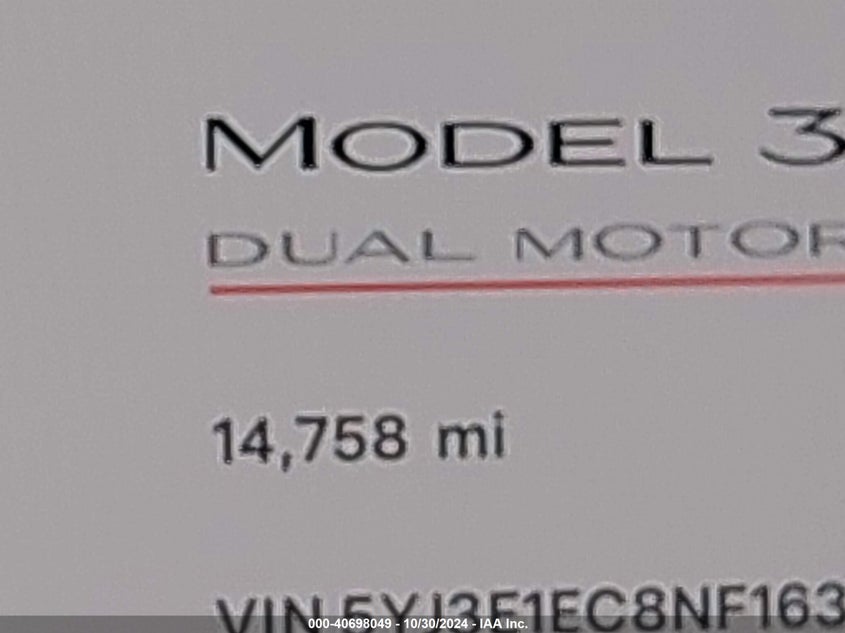 MODEL 3
DUAL MOTOR
14,758 mi
VIN 5YJ3E1EC8NF163
000-40698049 - 10/30/2024 - IAA Inc.